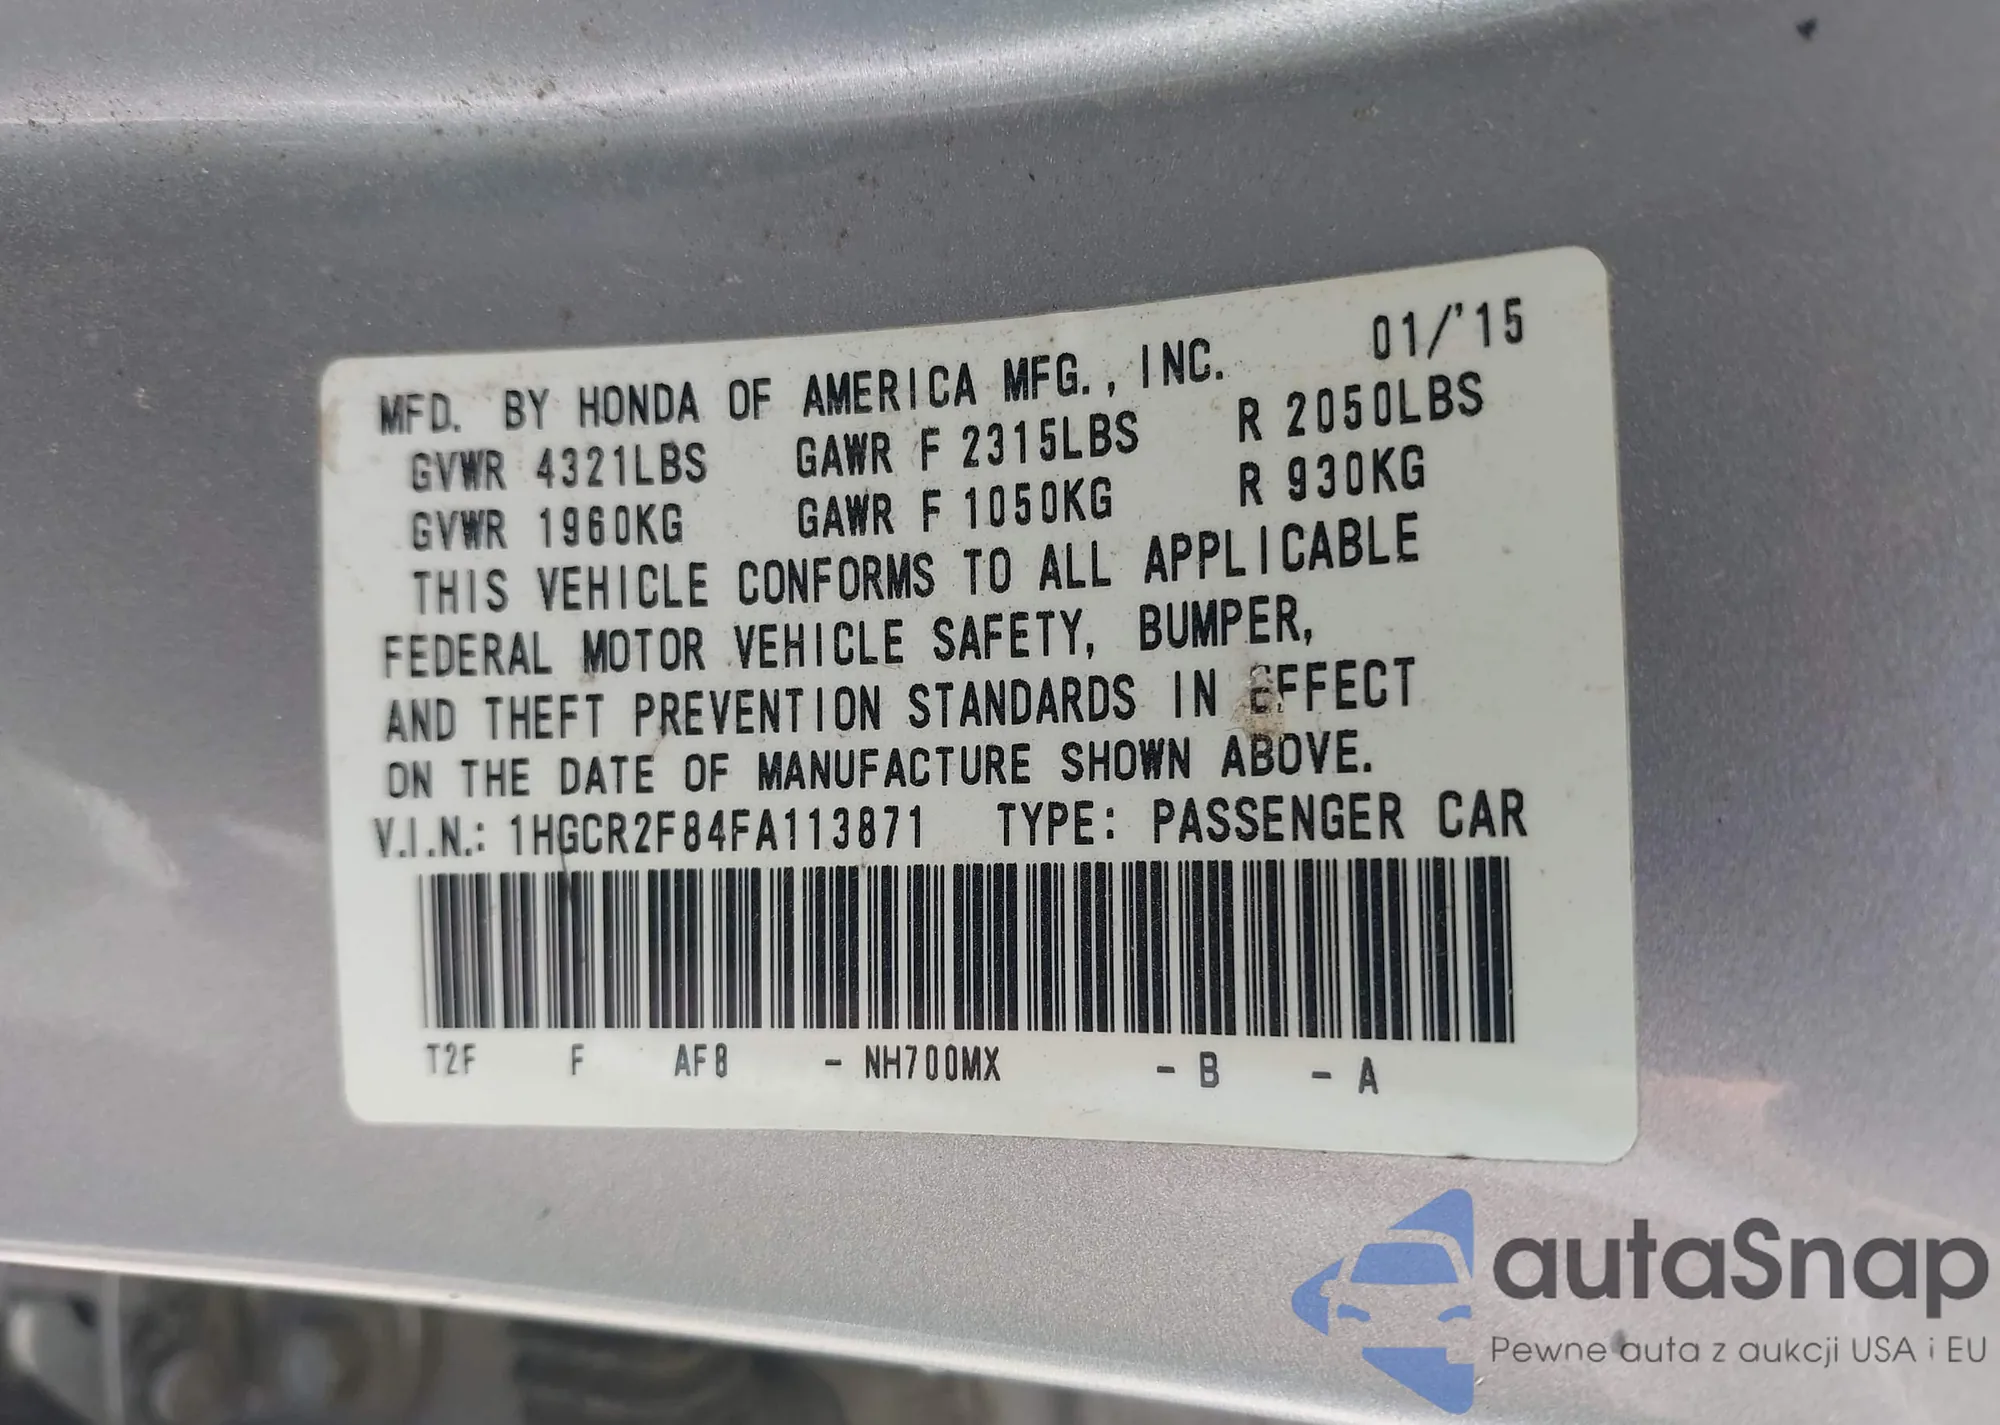 MFD. BY HONDA OF AMERICA MFG., INC. 01/'15
GVWR 4321LBS GAWR F 2315LBS R 2050LBS
GVWR 1960KG GAWR F 1050KG R 930KG
THIS VEHICLE CONFORMS TO ALL APPLICABLE
FEDERAL MOTOR VEHICLE SAFETY, BUMPER,
AND THEFT PREVENTION STANDARDS IN EFFECT
ON THE DATE OF MANUFACTURE SHOWN ABOVE.
V.I.N.: 1HGCR2F84FA113871 TYPE: PASSENGER CAR
T2F F AF8 - NH700MX - B - A
autaSnap
Pewne auta z aukcji USA i EU